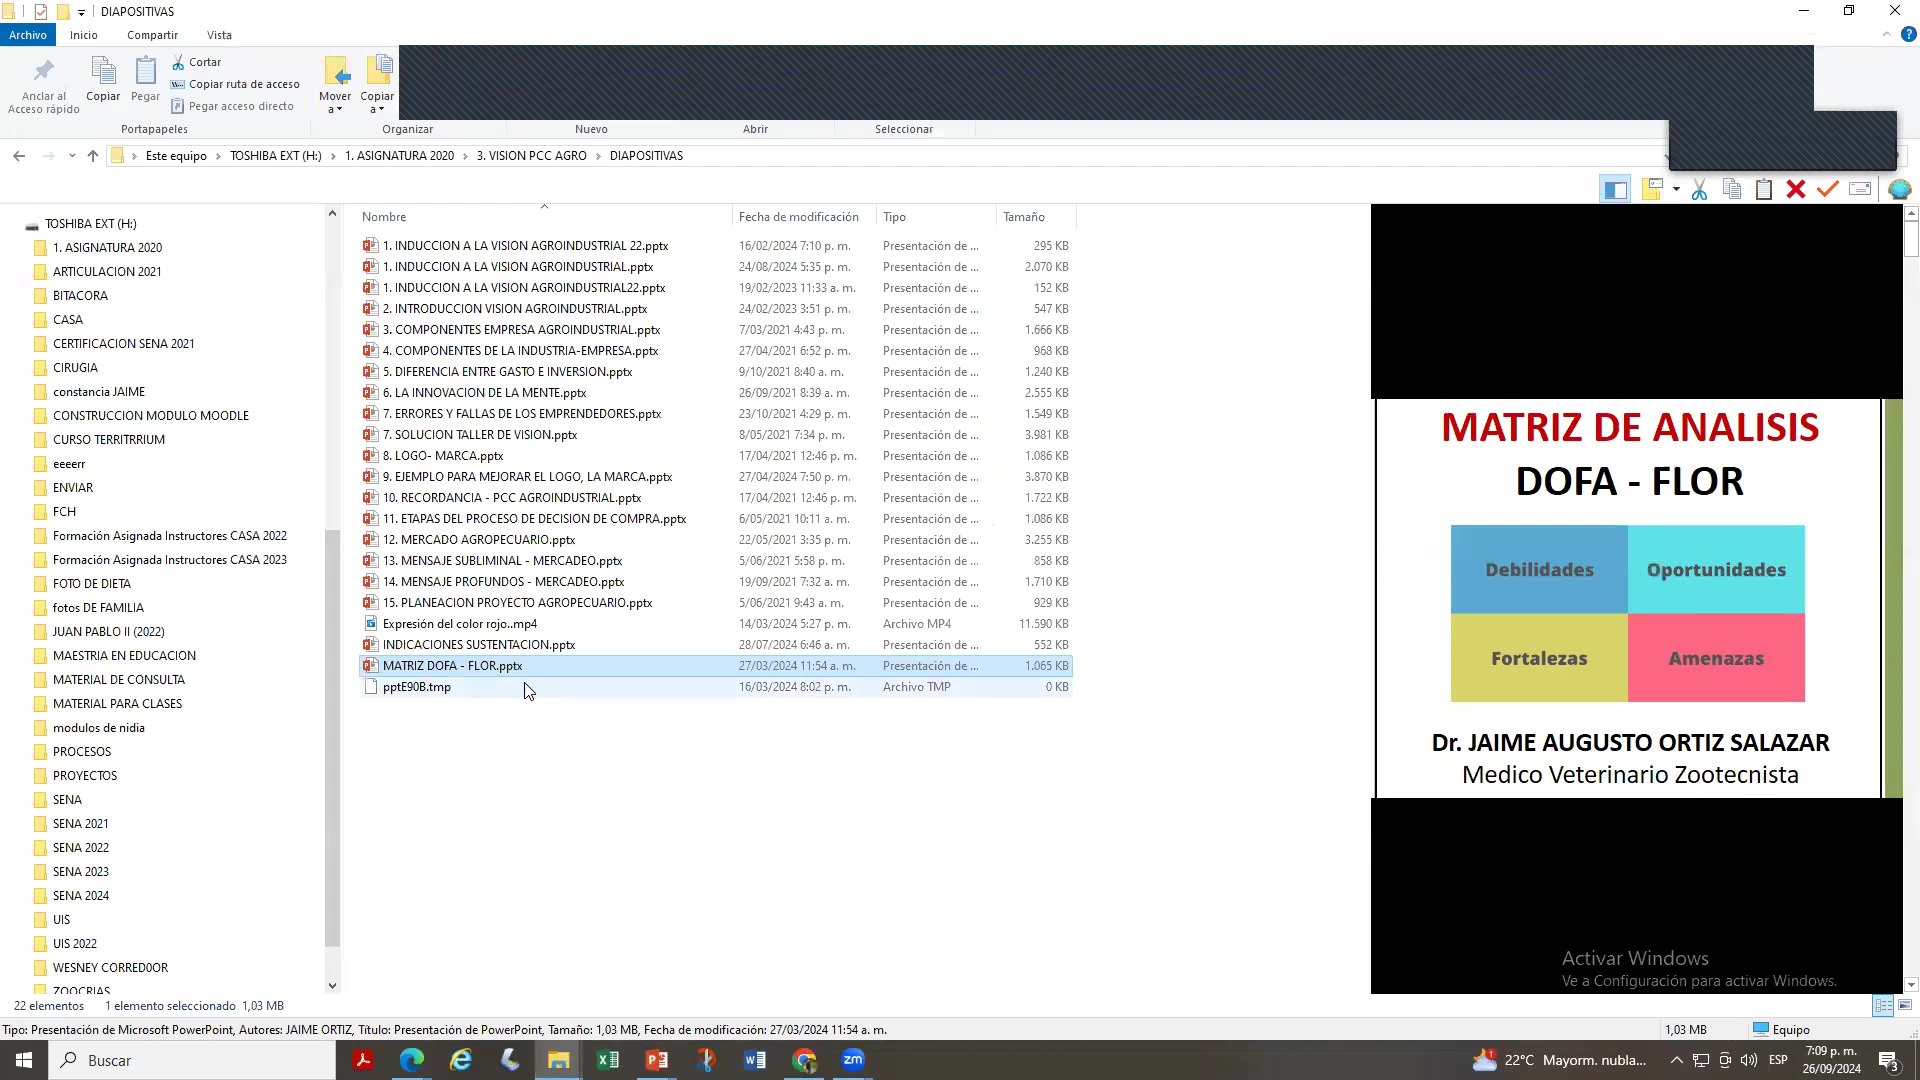 DIAPOSITIVAS
Archivo Inicio Compartir Vista
Anclar al Acceso rápido
Copiar
Pegar
Cortar
Copiar ruta de acceso
Pegar acceso directo
Mover a
Copiar a
Portapapeles Organizar Nuevo Abrir Seleccionar
Este equipo > TOSHIBA EXT (H:) > 1. ASIGNATURA 2020 > 3. VISION PCC AGRO > DIAPOSITIVAS
TOSHIBA EXT (H:)
1. ASIGNATURA 2020
ARTICULACION 2021
BITACORA
CASA
CERTIFICACION SENA 2021
CIRUGIA
constancia JAIME
CONSTRUCCION MODULO MOODLE
CURSO TERRITRRIUM
eeeerr
ENVIAR
FCH
Formación Asignada Instructores CASA 2022
Formación Asignada Instructores CASA 2023
FOTO DE DIETA
fotos DE FAMILIA
JUAN PABLO II (2022)
MAESTRIA EN EDUCACION
MATERIAL DE CONSULTA
MATERIAL PARA CLASES
modulos de nidia
PROCESOS
PROYECTOS
SENA
SENA 2021
SENA 2022
SENA 2023
SENA 2024
UIS
UIS 2022
WESNEY CORRED0OR
ZOOCRIAS
Nombre Fecha de modificación Tipo Tamaño
1. INDUCCION A LA VISION AGROINDUSTRIAL 22.pptx 16/02/2024 7:10 p. m. Presentación de ... 295 KB
1. INDUCCION A LA VISION AGROINDUSTRIAL.pptx 24/08/2024 5:35 p. m. Presentación de ... 2.070 KB
1. INDUCCION A LA VISION AGROINDUSTRIAL22.pptx 19/02/2023 11:33 a. m. Presentación de ... 152 KB
2. INTRODUCCION VISION AGROINDUSTRIAL.pptx 24/02/2023 3:51 p. m. Presentación de ... 547 KB
3. COMPONENTES EMPRESA AGROINDUSTRIAL.pptx 7/03/2021 4:43 p. m. Presentación de ... 1.666 KB
4. COMPONENTES DE LA INDUSTRIA-EMPRESA.pptx 27/04/2021 6:52 p. m. Presentación de ... 968 KB
5. DIFERENCIA ENTRE GASTO E INVERSION.pptx 9/10/2021 8:40 a. m. Presentación de ... 1.240 KB
6. LA INNOVACION DE LA MENTE.pptx 26/09/2021 8:39 a. m. Presentación de ... 2.555 KB
7. ERRORES Y FALLAS DE LOS EMPRENDEDORES.pptx 23/10/2021 4:29 p. m. Presentación de ... 1.549 KB
7. SOLUCION TALLER DE VISION.pptx 8/05/2021 7:34 p. m. Presentación de ... 3.981 KB
8. LOGO- MARCA.pptx 17/04/2021 12:46 p. m. Presentación de ... 1.086 KB
9. EJEMPLO PARA MEJORAR EL LOGO, LA MARCA.pptx 27/04/2024 7:50 p. m. Presentación de ... 3.870 KB
10. RECORDANCIA - PCC AGROINDUSTRIAL.pptx 17/04/2021 12:46 p. m. Presentación de ... 1.722 KB
11. ETAPAS DEL PROCESO DE DECISION DE COMPRA.pptx 6/05/2021 10:11 a. m. Presentación de ... 1.086 KB
12. MERCADO AGROPECUARIO.pptx 22/05/2021 3:35 p. m. Presentación de ... 3.255 KB
13. MENSAJE SUBLIMINAL - MERCADEO.pptx 5/06/2021 5:58 p. m. Presentación de ... 858 KB
14. MENSAJE PROFUNDOS - MERCADEO.pptx 19/09/2021 7:32 a. m. Presentación de ... 1.710 KB
15. PLANEACION PROYECTO AGROPECUARIO.pptx 5/06/2021 9:43 a. m. Presentación de ... 929 KB
Expresión del color rojo..mp4 14/03/2024 5:27 p. m. Archivo MP4 11.590 KB
INDICACIONES SUSTENTACION.pptx 28/07/2024 6:46 a. m. Presentación de ... 552 KB
MATRIZ DOFA - FLOR.pptx 27/03/2024 11:54 a. m. Presentación de ... 1.065 KB
pptE90B.tmp 16/03/2024 8:02 p. m. Archivo TMP 0 KB
MATRIZ DE ANALISIS
DOFA - FLOR
Debilidades Oportunidades
Fortalezas Amenazas
Dr. JAIME AUGUSTO ORTIZ SALAZAR
Medico Veterinario Zootecnista
Activar Windows
Ve a Configuración para activar Windows.
22 elementos 1 elemento seleccionado 1,03 MB
Tipo: Presentación de Microsoft PowerPoint, Autores: JAIME ORTIZ, Título: Presentación de PowerPoint, Tamaño: 1,03 MB, Fecha de modificación: 27/03/2024 11:54 a. m. 1,03 MB Equipo
Buscar
22°C Mayorm. nubla...
ESP
7:09 p. m.
26/09/2024
3